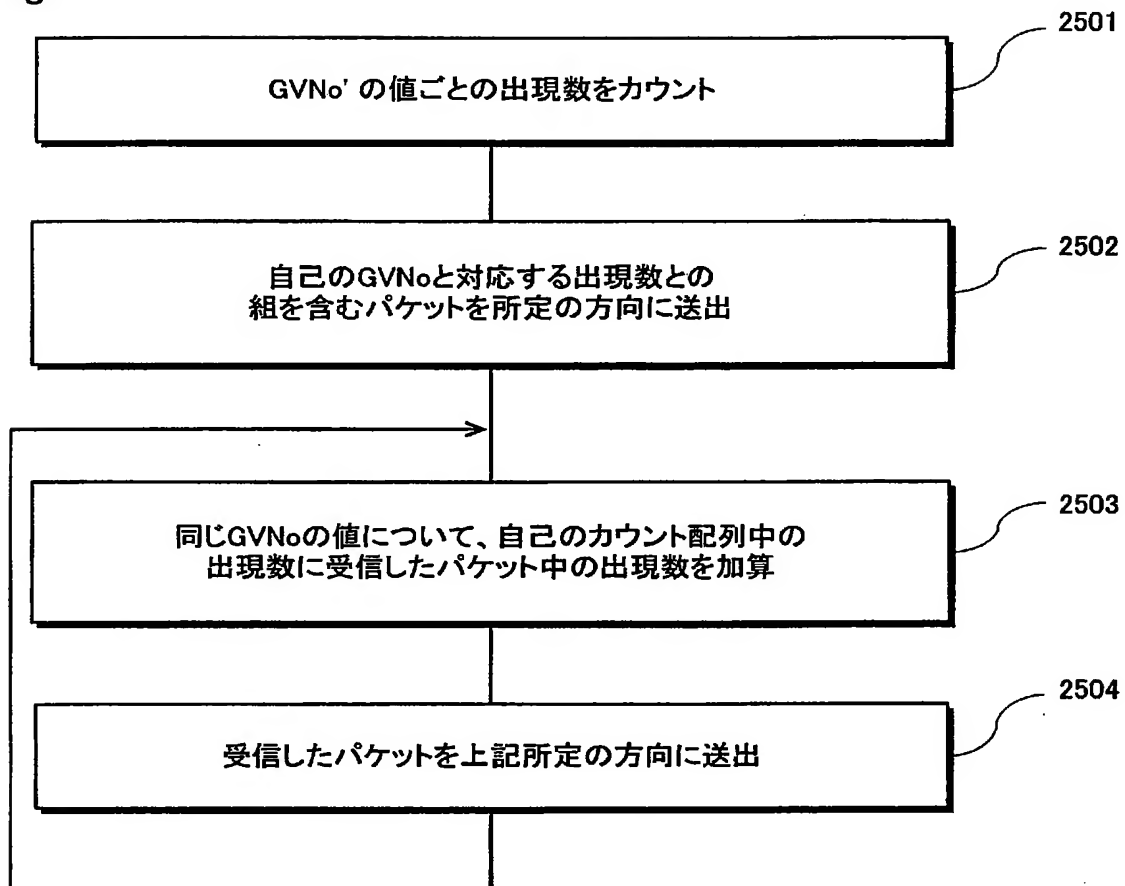 2501
GVNo' の値ごとの出現数をカウント
2502
自己のGVNoと対応する出現数との
組を含むパケットを所定の方向に送出
2503
同じGVNoの値について、自己のカウント配列中の
出現数に受信したパケット中の出現数を加算
2504
受信したパケットを上記所定の方向に送出